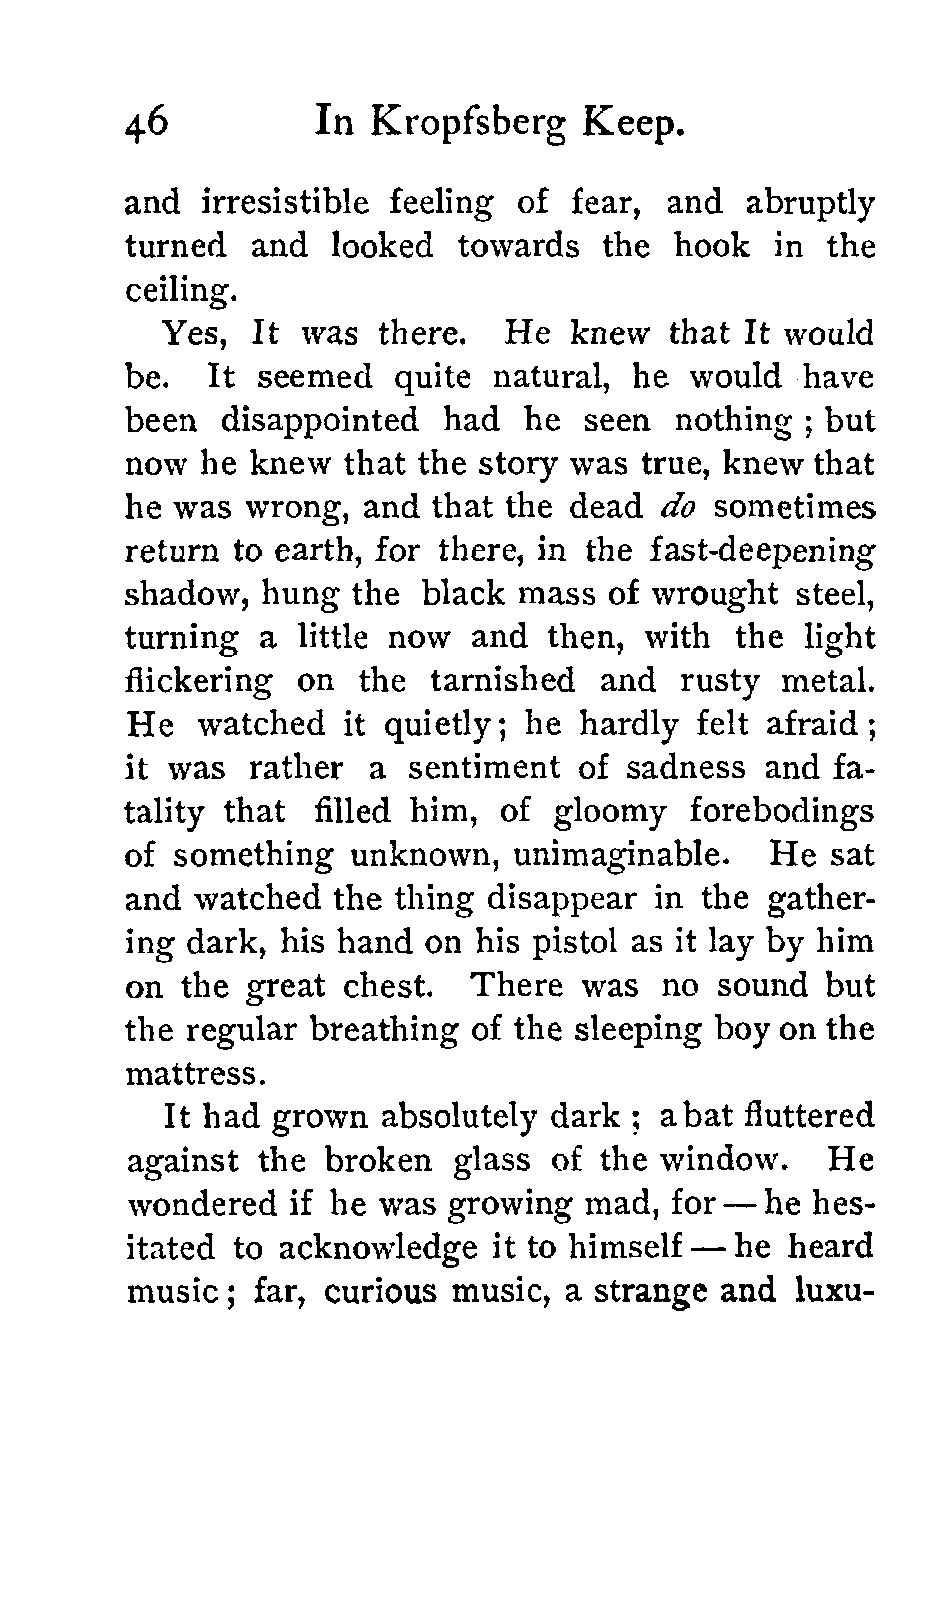 46 In Kropfsberg Keep.
and irresistible feeling of fear, and abruptly
turned and looked towards the hook in the
ceiling.
Yes, It was there. He knew that It would
be. It seemed quite natural, he would have
been disappointed had he seen nothing ; but
now he knew that the story was true, knew that
he was wrong, and that the dead do sometimes
return to earth, for there, in the fast-deepening
shadow, hung the black mass of wrought steel,
turning a little now and then, with the light
flickering on the tarnished and rusty metal.
He watched it quietly; he hardly felt afraid ;
it was rather a sentiment of sadness and fa-
tality that filled him, of gloomy forebodings
of something unknown, unimaginable. He sat
and watched the thing disappear in the gather-
ing dark, his hand on his pistol as it lay by him
on the great chest. There was no sound but
the regular breathing of the sleeping boy on the
mattress.
It had grown absolutely dark ; a bat fluttered
against the broken glass of the window. He
wondered if he was growing mad, for — he hes-
itated to acknowledge it to himself — he heard
music ; far, curious music, a strange and luxu-